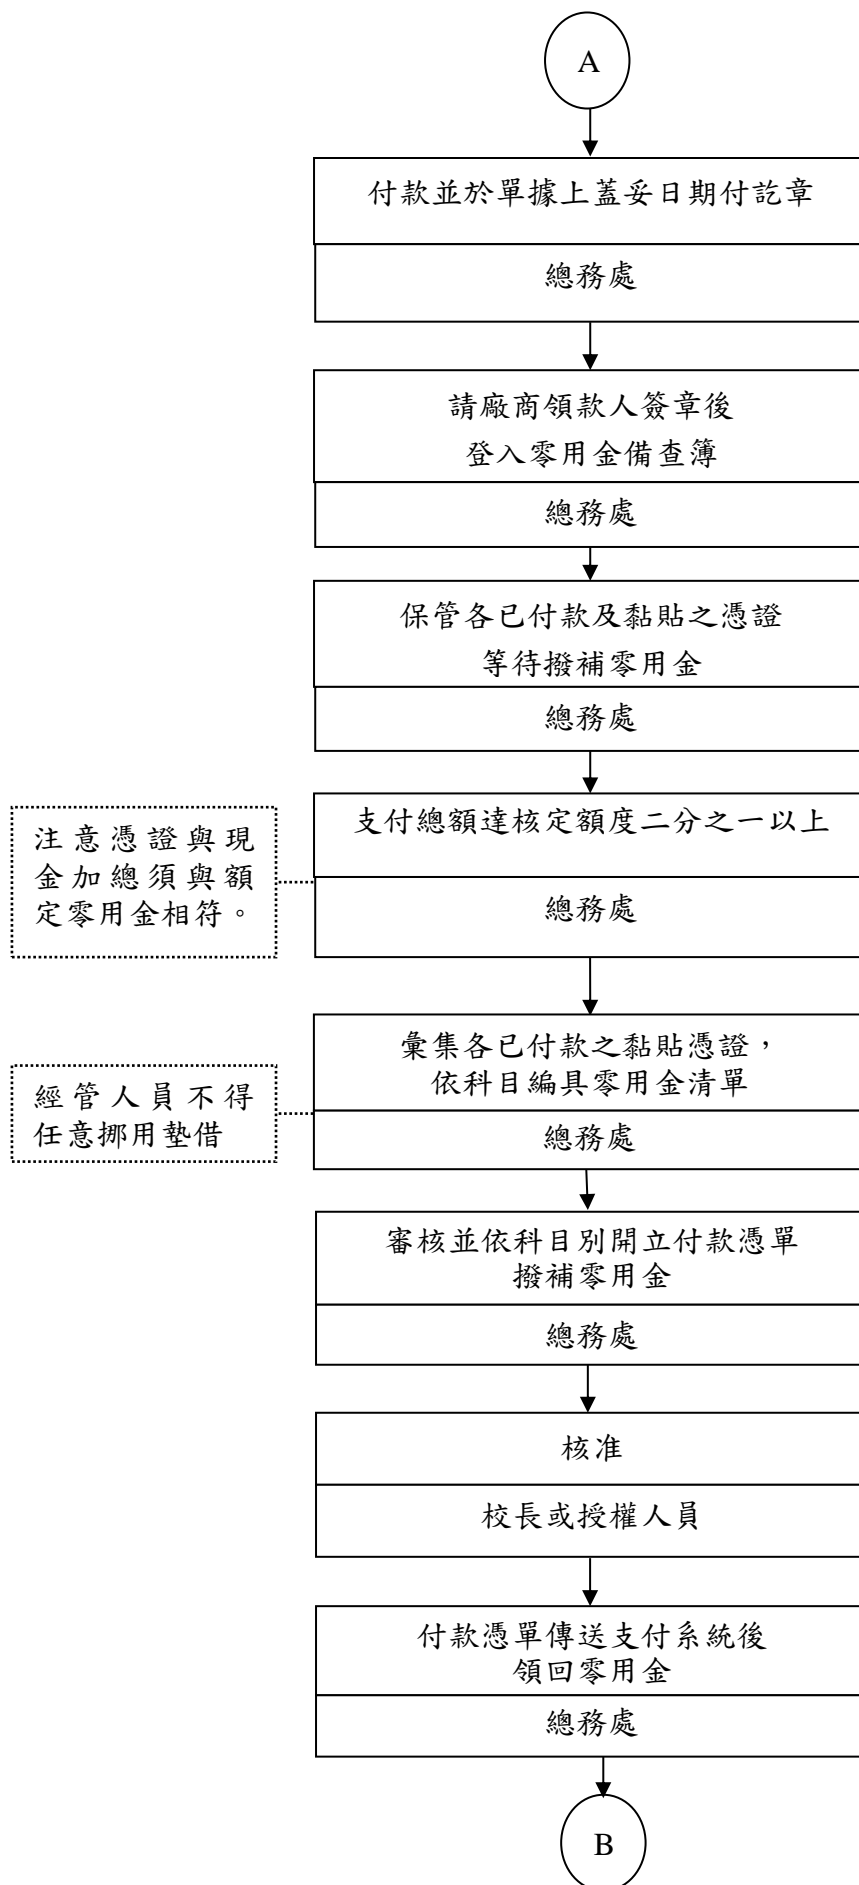 A
付款並於單據上蓋妥日期付訖章
總務處
請廠商領款人簽章後
登入零用金備查簿
總務處
保管各已付款及黏貼之憑證
等待撥補零用金
總務處
支付總額達核定額度二分之一以上
總務處
注意憑證與現
金加總須與額
定零用金相符。
彙集各已付款之黏貼憑證，
依科目編具零用金清單
總務處
經管人員不得
任意挪用墊借
審核並依科目別開立付款憑單
撥補零用金
總務處
核准
校長或授權人員
付款憑單傳送支付系統後
領回零用金
總務處
B